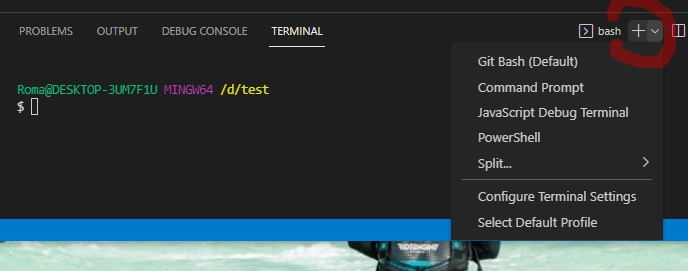 PROBLEMS OUTPUT DEBUG CONSOLE TERMINAL bash
Roma@DESKTOP-3UM7F1U MINGW64 /d/test
$
Git Bash (Default)
Command Prompt
JavaScript Debug Terminal
PowerShell
Split...
Configure Terminal Settings
Select Default Profile